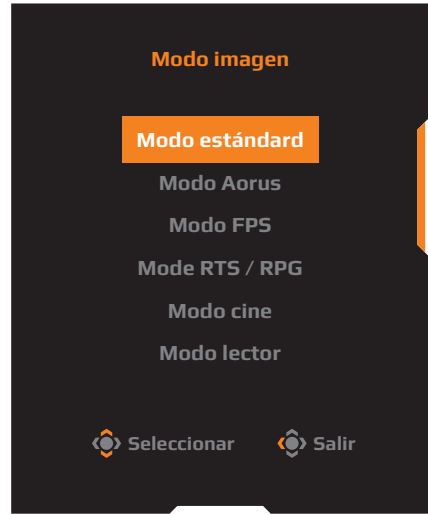 Modo imagen
Modo estándard
Modo Aorus
Modo FPS
Mode RTS / RPG
Modo cine
Modo lector
Seleccionar Salir